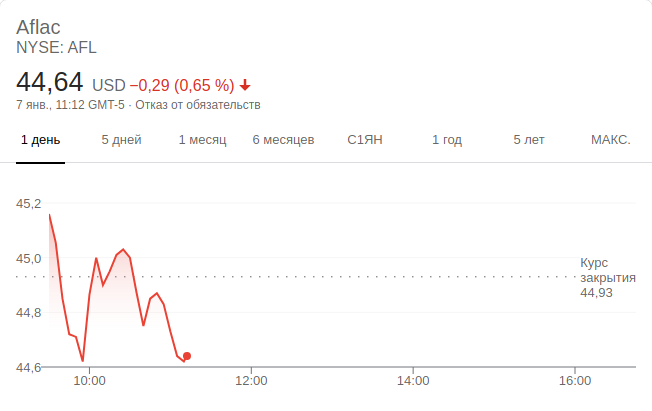 Aflac
NYSE: AFL
44,64 USD −0,29 (0,65 %)
7 янв., 11:12 GMT-5 · Отказ от обязательств
1 день 5 дней 1 месяц 6 месяцев С1ЯН 1 год 5 лет МАКС.
45,2
45,0
44,8
44,6
Курс
закрытия
44,93
10:00 12:00 14:00 16:00